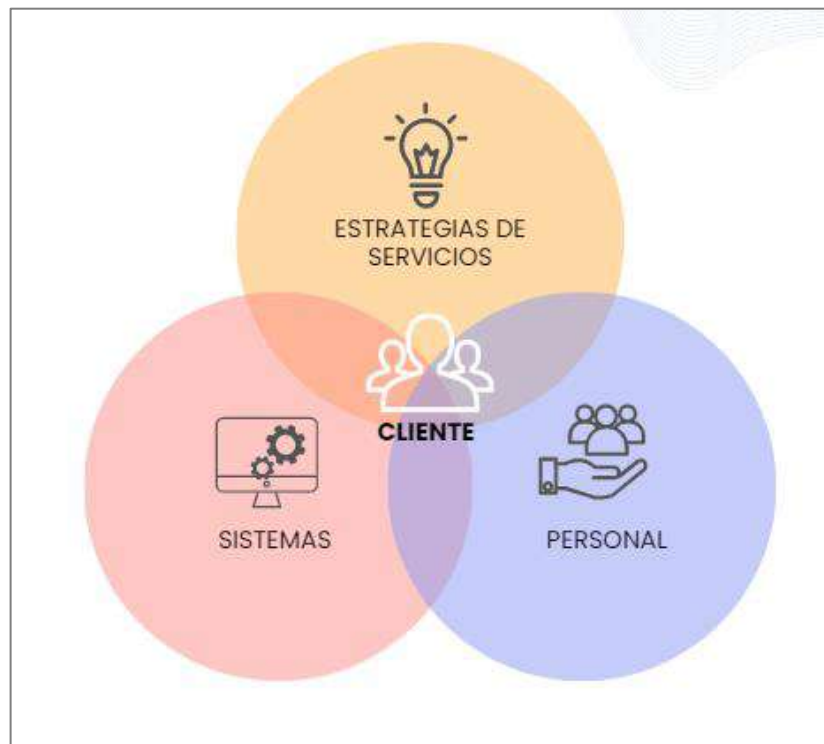 ESTRATEGIAS DE
SERVICIOS
CLIENTE
SISTEMAS
PERSONAL